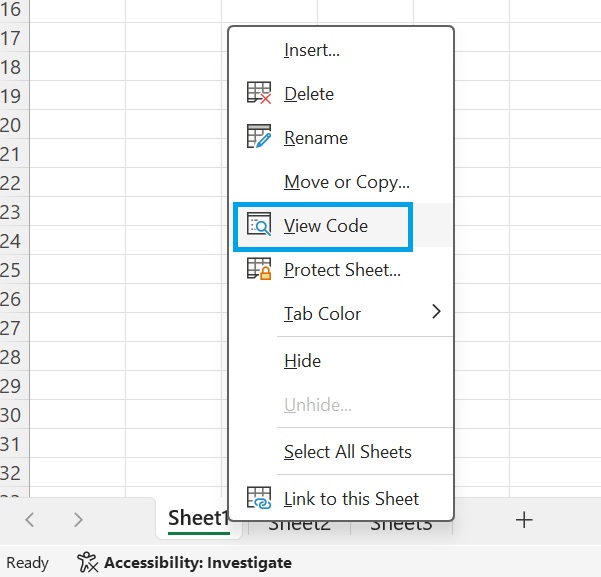 16
17
18
19
20
21
22
23
24
25
26
27
28
29
30
31
32
Insert...
Delete
Rename
Move or Copy...
View Code
Protect Sheet...
Tab Color
Hide
Unhide...
Select All Sheets
Link to this Sheet
Sheet1 Sheet2 Sheet3
Ready Accessibility: Investigate